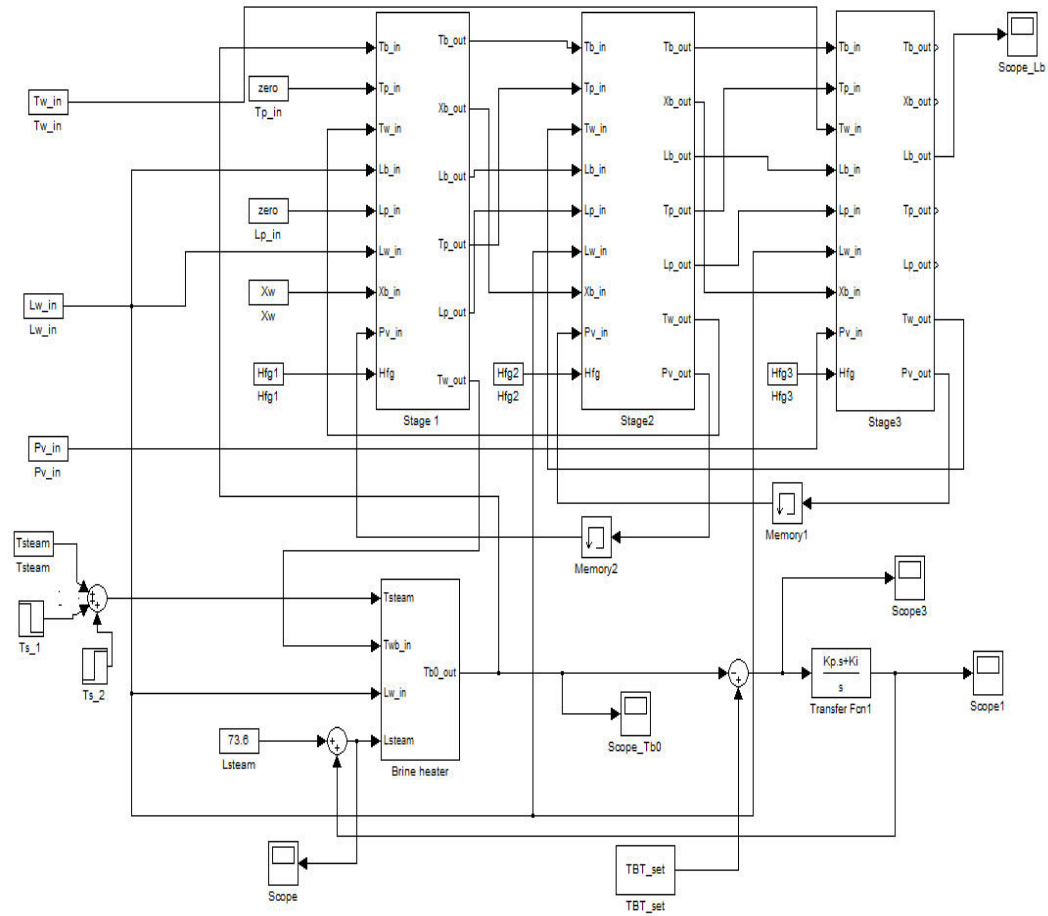 Tw_in
Tw_in
zero
Tp_in
Lw_in
Lw_in
zero
Lp_in
Xw
Xw
Hfg1
Hfg1
Pv_in
Pv_in
Tb_in
Tp_in
Tw_in
Lb_in
Lp_in
Lw_in
Xb_in
Pv_in
Hfg
Tb_out
Xb_out
Lb_out
Tp_out
Lp_out
Tw_out
Stage 1
Hfg2
Hfg2
Tb_in
Tp_in
Tw_in
Lb_in
Lp_in
Lw_in
Xb_in
Pv_in
Hfg
Tb_out
Xb_out
Lb_out
Tp_out
Lp_out
Tw_out
Pv_out
Stage2
Hfg3
Hfg3
Tb_in
Tp_in
Tw_in
Lb_in
Lp_in
Lw_in
Xb_in
Pv_in
Hfg
Tb_out
Xb_out
Lb_out
Tp_out
Lp_out
Tw_out
Pv_out
Stage3
Scope_Lb
Memory1
Memory2
Tsteam
Tsteam
Ts_1
Ts_2
Tsteam
Twb_in
Lw_in
Lsteam
Tb0_out
Brine heater
73.6
Lsteam
Scope
Scope_Tb0
Scope3
Kp.s+Ki
s
Transfer Fcn1
Scope1
TBT_set
TBT_set